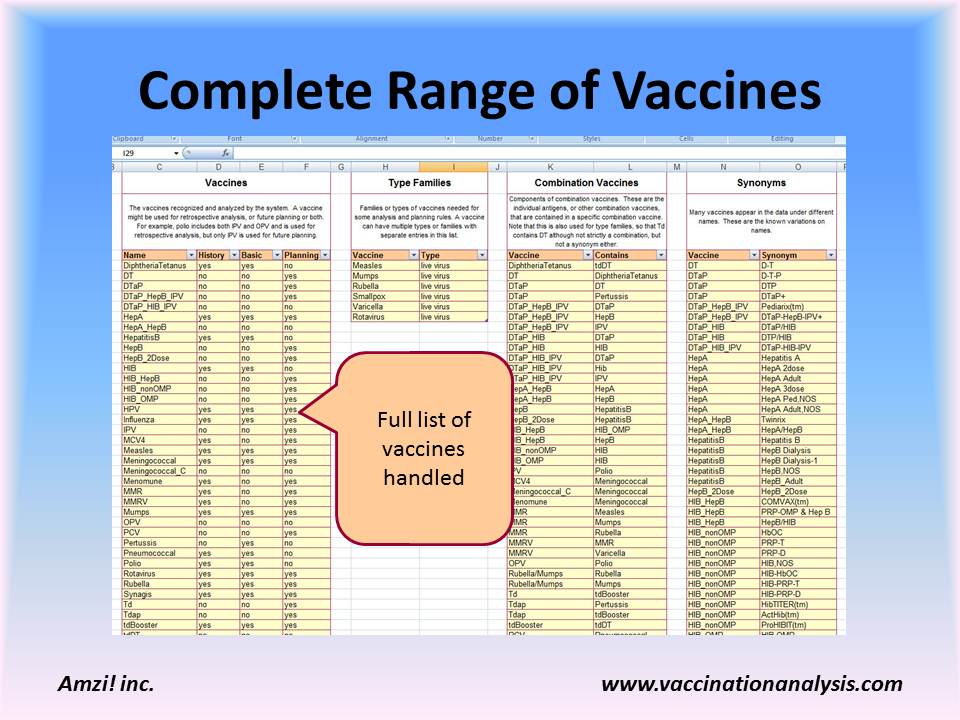 Complete Range of Vaccines
Clipboard Font Alignment Number Styles Cells Editing
I29 fx
C D E F G H I J K L M N O
Vaccines
The vaccines recognized and analyzed by the system. A vaccine
might be used for retrospective analysis, or future planning or both.
For example, polio includes both IPV and OPV and is used for
retrospective analysis, but only IPV is used for future planning.
Name History Basic Planning
DiphtheriaTetanus yes yes no
DT no no yes
DTaP no no yes
DTaP_HepB_IPV no no yes
DTaP_HIB_IPV no no yes
HepA yes yes yes
HepA_HepB no no no
HepatitisB yes yes no
HepB no no yes
HepB_2Dose no no yes
HIB yes yes no
HIB_HepB no no yes
HIB_nonOMP no no yes
HIB_OMP no no yes
HPV yes yes yes
Influenza yes yes yes
IPV no no yes
MCV4 no no yes
Measles yes yes yes
Meningococcal yes yes yes
Meningococcal_C no no no
Menomune yes no yes
MMR no no yes
MMRV no no yes
Mumps yes yes yes
OPV no no no
PCV no no yes
Pertussis no yes no
Pneumococcal yes yes no
Polio yes yes no
Rotavirus yes yes yes
Rubella yes yes yes
Synagis yes yes yes
Td no no yes
Tdap no no yes
tdBooster yes yes yes
Type Families
Families or types of vaccines needed for
some analysis and planning rules. A vaccine
can have multiple types or families with
separate entries in this list.
Vaccine Type
Measles live virus
Mumps live virus
Rubella live virus
Smallpox live virus
Varicella live virus
Rotavirus live virus
Full list of
vaccines
handled
Combination Vaccines
Components of combination vaccines. These are the
individual antigens, or other combination vaccines,
that are contained in a specific combination vaccine.
Note that this is also used for type families, so that Td
contains DT although not strictly a combination, but
not a synonym either.
Vaccine Contains
DiphtheriaTetanus tdDT
DT DiphtheriaTetanus
DTaP DT
DTaP Pertussis
DTaP_HepB_IPV DTaP
DTaP_HepB_IPV HepB
DTaP_HepB_IPV IPV
DTaP_HIB DTaP
DTaP_HIB HIB
DTaP_HIB_IPV DTaP
DTaP_HIB_IPV Hib
DTaP_HIB_IPV IPV
HepA
HepB
HepatitisB
HepB_2Dose HepatitisB
HIB_OMP
HepB
HIB
HIB
Polio
Meningococcal
Meningococcal
Meningococcal
Measles
Mumps
Rubella
MMRV MMR
MMRV Varicella
OPV Polio
Rubella/Mumps Rubella
Rubella/Mumps Mumps
Td tdBooster
Tdap Pertussis
Tdap tdBooster
tdBooster tdDT
Synonyms
Many vaccines appear in the data under different
names. These are the known variations on
names.
Vaccine Synonym
DT D-T
DTaP D-T-P
DTaP DTP
DTaP DTaP+
DTaP_HepB_IPV Pediarix(tm)
DTaP_HepB_IPV DTaP-HepB-IPV+
DTaP_HIB DTaP/HIB
DTaP_HIB DTP/HIB
DTaP_HIB_IPV DTaP-HIB-IPV
HepA Hepatitis A
HepA HepA 2dose
HepA HepA Adult
HepA HepA 3dose
HepA HepA Ped,NOS
HepA HepA Adult,NOS
HepA_HepB Twinrix
HepA_HepB HepA/HepB
HepatitisB Hepatitis B
HepatitisB HepB Dialysis
HepatitisB HepB Dialysis-1
HepatitisB HepB,NOS
HepatitisB HepB_Adult
HepB_2Dose HepB_2Dose
HIB_HepB COMVAX(tm)
HIB_HepB PRP-OMP & Hep B
HIB_HepB HepB/HIB
HIB_nonOMP HbOC
HIB_nonOMP PRP-T
HIB_nonOMP PRP-D
HIB_nonOMP HIB,NOS
HIB_nonOMP HIB-HbOC
HIB_nonOMP HIB-PRP-T
HIB_nonOMP HIB-PRP-D
HIB_nonOMP HibTITER(tm)
HIB_nonOMP ActHib(tm)
HIB_nonOMP ProHIBIT(tm)
Amzi! inc.
www.vaccinationanalysis.com